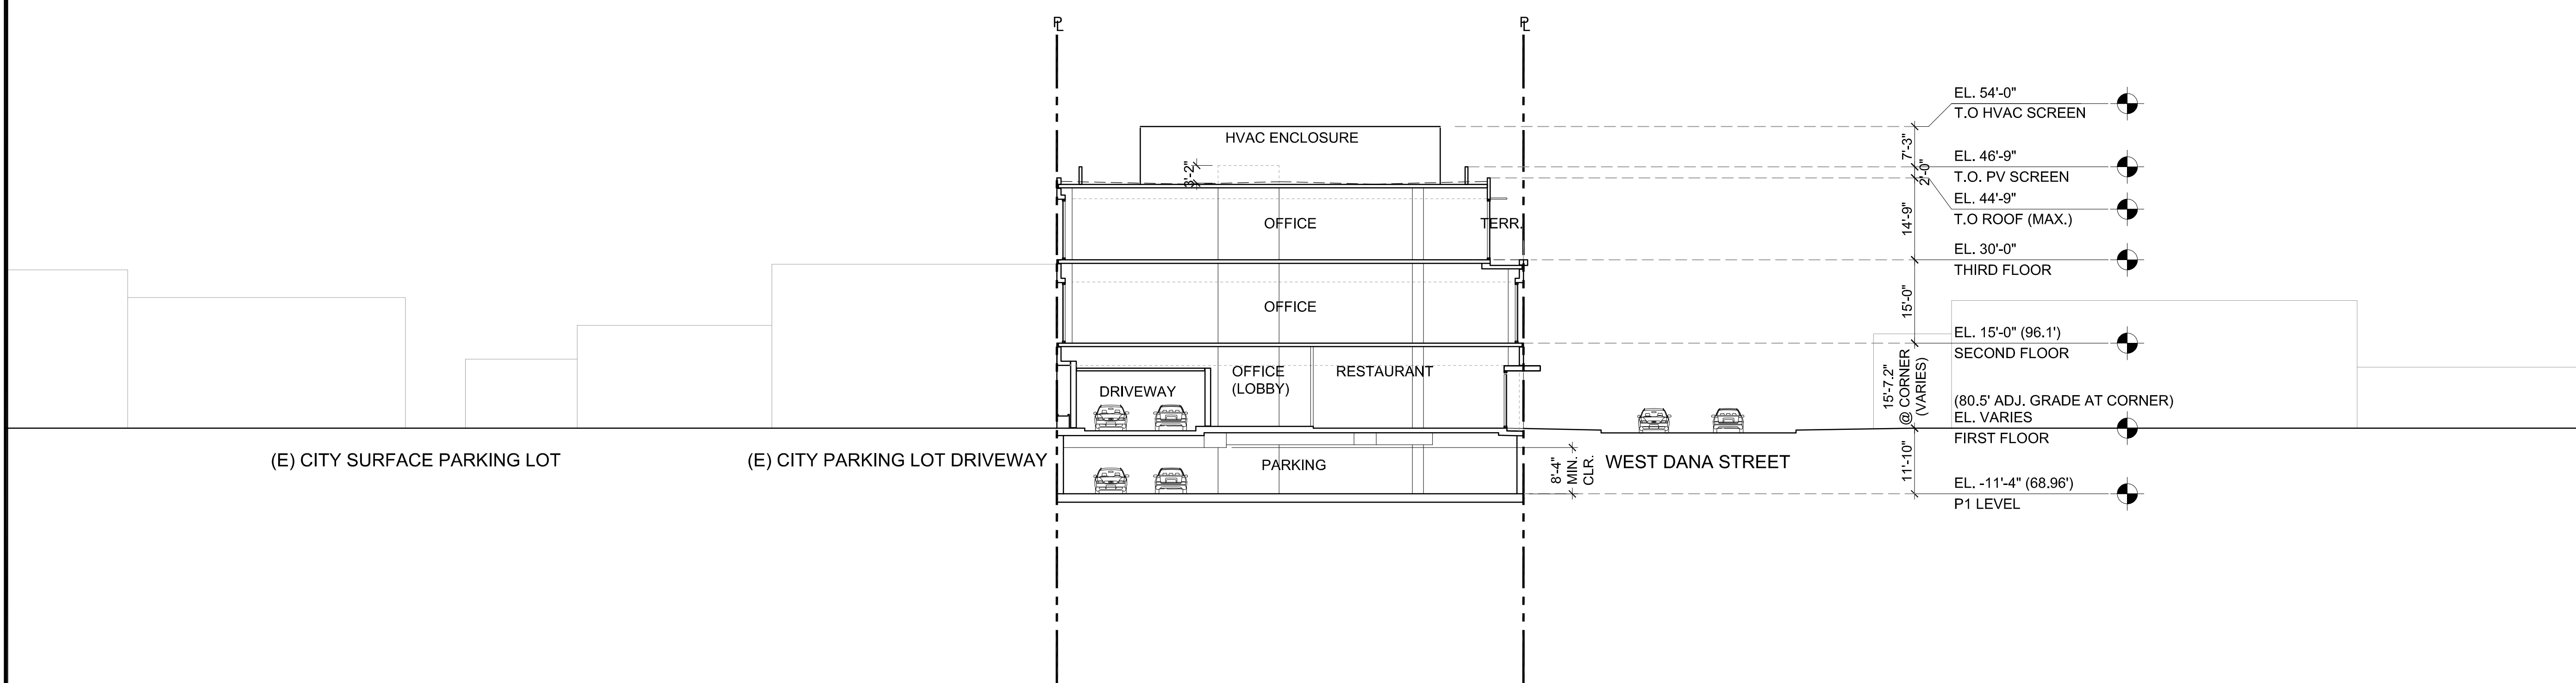 PL
PL
EL. 54'-0"
T.O HVAC SCREEN
HVAC ENCLOSURE
7'-3"
3'-2"
EL. 46'-9"
T.O. PV SCREEN
2'-0"
EL. 44'-9"
T.O ROOF (MAX.)
OFFICE
TERR.
14'-9"
EL. 30'-0"
THIRD FLOOR
OFFICE
15'-0"
EL. 15'-0" (96.1')
SECOND FLOOR
DRIVEWAY
OFFICE
(LOBBY)
RESTAURANT
15'-7.2"
@ CORNER
(VARIES)
(80.5' ADJ. GRADE AT CORNER)
EL. VARIES
FIRST FLOOR
(E) CITY SURFACE PARKING LOT
(E) CITY PARKING LOT DRIVEWAY
PARKING
8'-4"
MIN.
CLR.
WEST DANA STREET
11'-10"
EL. -11'-4" (68.96')
P1 LEVEL